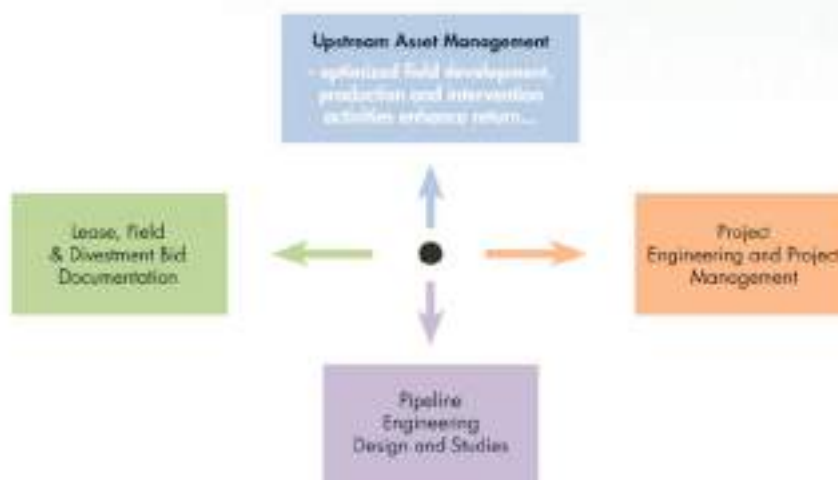 Upstream Asset Management
- optimized field development,
production and intervention
activities enhance return...
Lease, Field
& Divestment Bid
Documentation
Project
Engineering and Project
Management
Pipeline
Engineering
Design and Studies